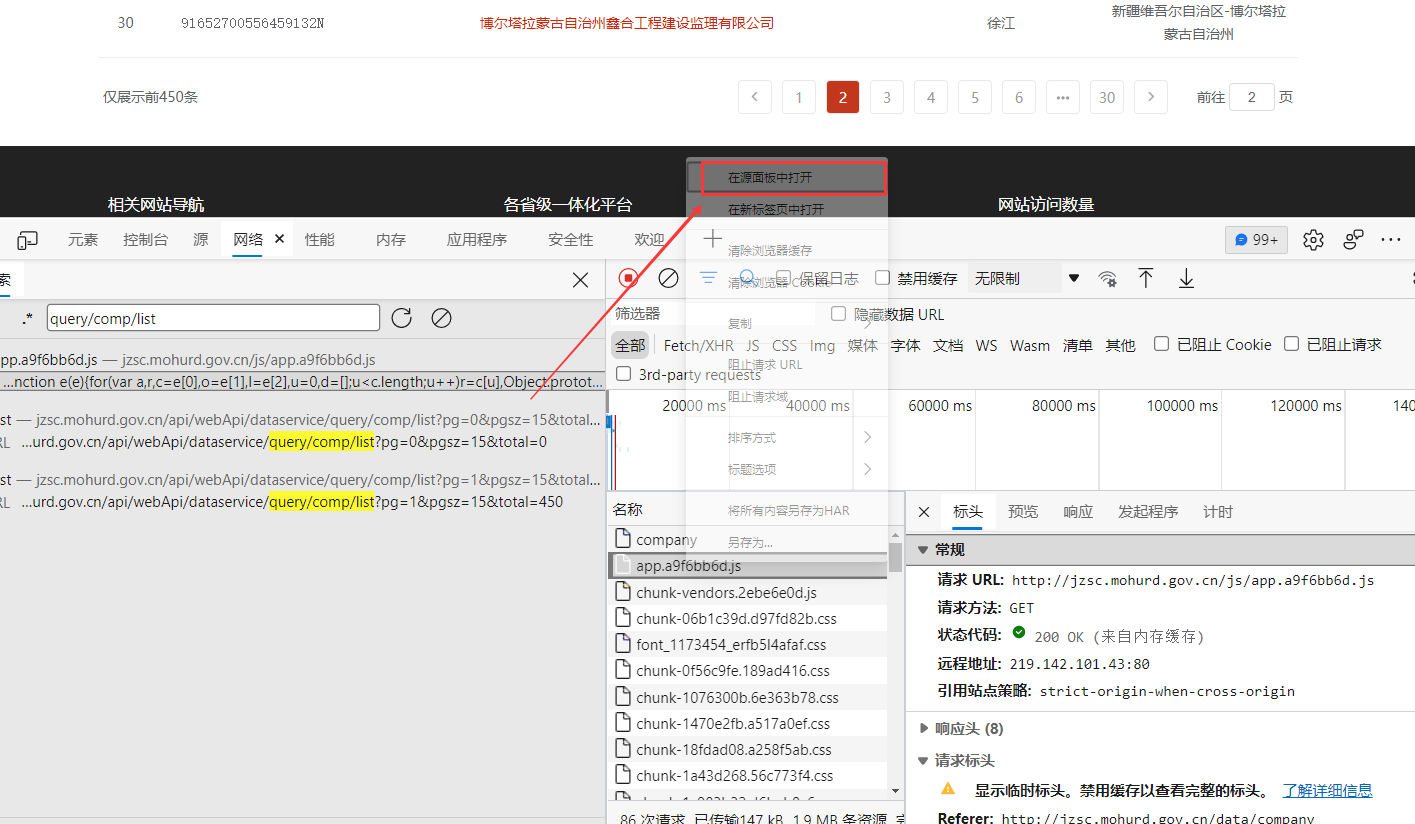 30 91652700556459132N 博尔塔拉蒙古自治州鑫合工程建设监理有限公司 徐江 新疆维吾尔自治区-博尔塔拉
蒙古自治州
仅展示前450条 1 2 3 4 5 6 ••• 30 前往 2 页
相关网站导航 各省级一体化平台 网站访问数量
在源面板中打开
在新标签页中打开
清除浏览器缓存
清除浏览器 Cookie
复制
阻止请求 URL
阻止请求域
排序方式
标题选项
将所有内容另存为HAR
另存为...
元素 控制台 源 网络 性能 内存 应用程序 安全性 欢迎 99+
索
.* query/comp/list
pp.a9f6bb6d.js — jzsc.mohurd.gov.cn/js/app.a9f6bb6d.js
...nction e(e){for(var a,r,c=e[0],o=e[1],l=e[2],u=0,d=[];u<c.length;u++)r=c[u],Object.protot...
st — jzsc.mohurd.gov.cn/api/webApi/dataservice/query/comp/list?pg=0&pgsz=15&total...
RL ...urd.gov.cn/api/webApi/dataservice/query/comp/list?pg=0&pgsz=15&total=0
st — jzsc.mohurd.gov.cn/api/webApi/dataservice/query/comp/list?pg=1&pgsz=15&total...
RL ...urd.gov.cn/api/webApi/dataservice/query/comp/list?pg=1&pgsz=15&total=450
保留日志 禁用缓存 无限制
筛选器 隐藏数据 URL
全部 Fetch/XHR JS CSS Img 媒体 字体 文档 WS Wasm 清单 其他 已阻止 Cookie 已阻止请求
3rd-party requests
20000 ms 40000 ms 60000 ms 80000 ms 100000 ms 120000 ms 140
名称
company
app.a9f6bb6d.js
chunk-vendors.2ebe6e0d.js
chunk-06b1c39d.d97fd82b.css
font_1173454_erfb5l4afaf.css
chunk-0f56c9fe.189ad416.css
chunk-1076300b.6e363b78.css
chunk-1470e2fb.a517a0ef.css
chunk-18fdad08.a258f5ab.css
chunk-1a43d268.56c773f4.css
86 次请求 已传输147 kB 1.9 MB 条资源
标头 预览 响应 发起程序 计时
常规
请求 URL: http://jzsc.mohurd.gov.cn/js/app.a9f6bb6d.js
请求方法: GET
状态代码: 200 OK (来自内存缓存)
远程地址: 219.142.101.43:80
引用站点策略: strict-origin-when-cross-origin
响应头 (8)
请求标头
显示临时标头。禁用缓存以查看完整的标头。 了解详细信息
Referer: http://jzsc.mohurd.gov.cn/data/company